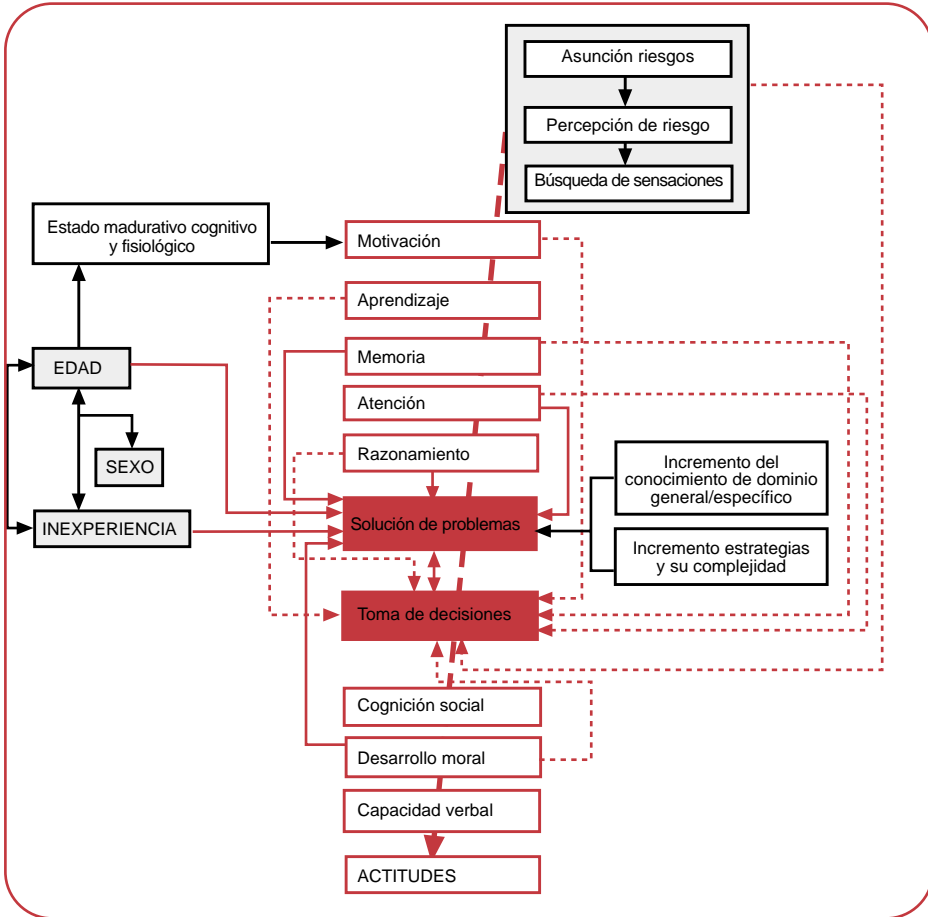 Asunción riesgos
Percepción de riesgo
Búsqueda de sensaciones
Estado madurativo cognitivo
y fisiológico
Motivación
Aprendizaje
Memoria
EDAD
Atención
Razonamiento
SEXO
Incremento del
conocimiento de dominio
general/específico
INEXPERIENCIA
Solución de problemas
Incremento estrategias
y su complejidad
Toma de decisiones
Cognición social
Desarrollo moral
Capacidad verbal
ACTITUDES